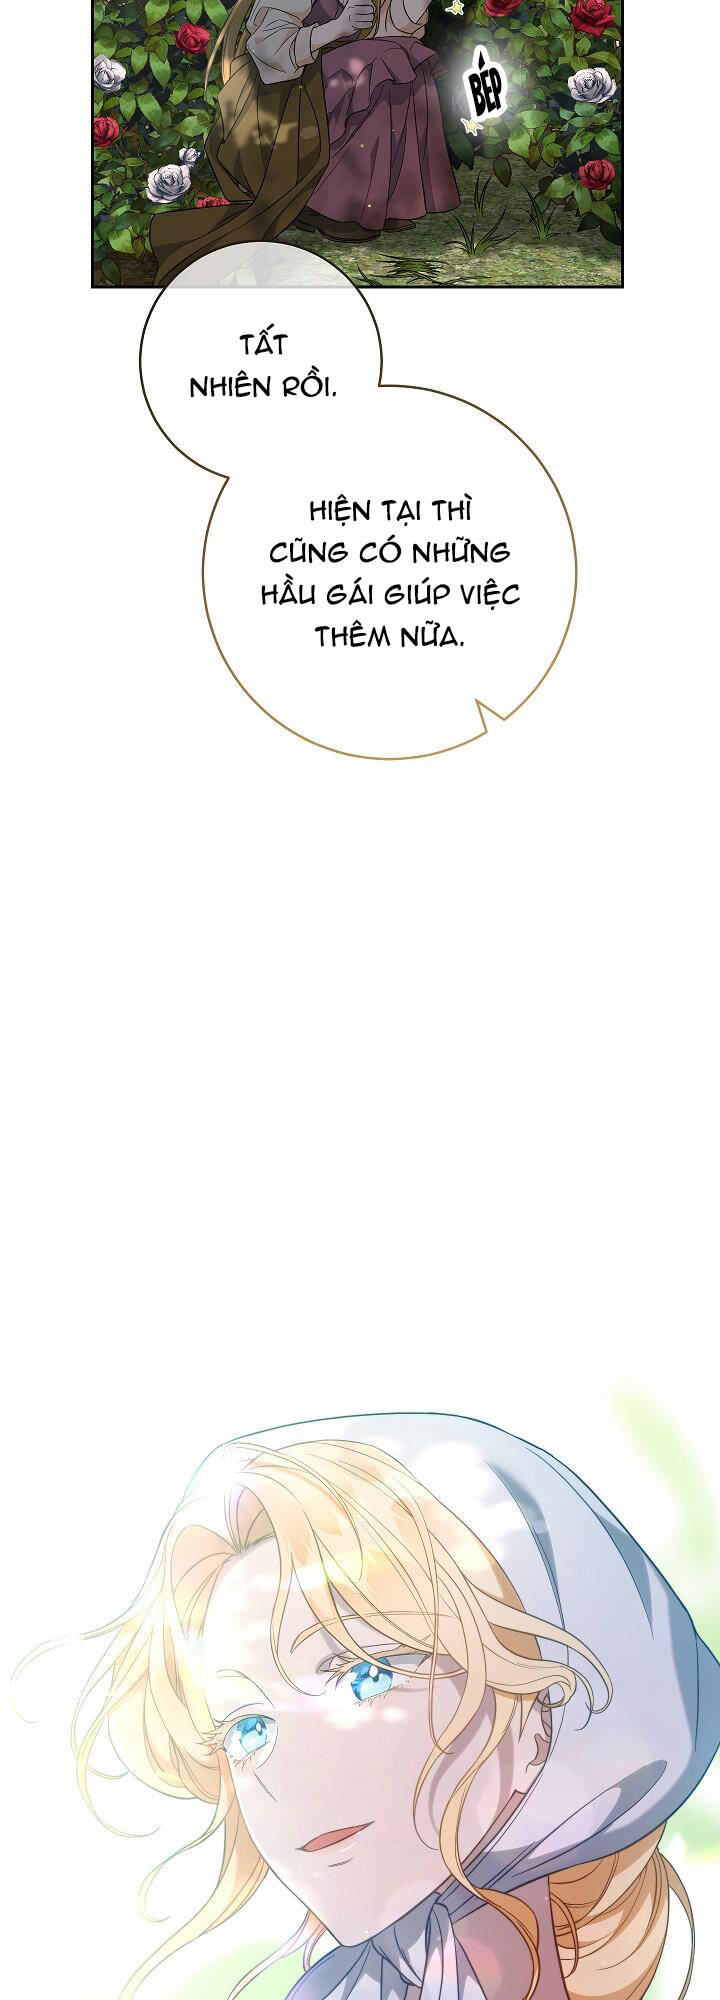 BÉP
TẤT
NHIÊN RỒI.
HIỆN TẠI THÌ
CŨNG CÓ NHỮNG
HẦU GÁI GIÚP VIỆC
THÊM NỮA.